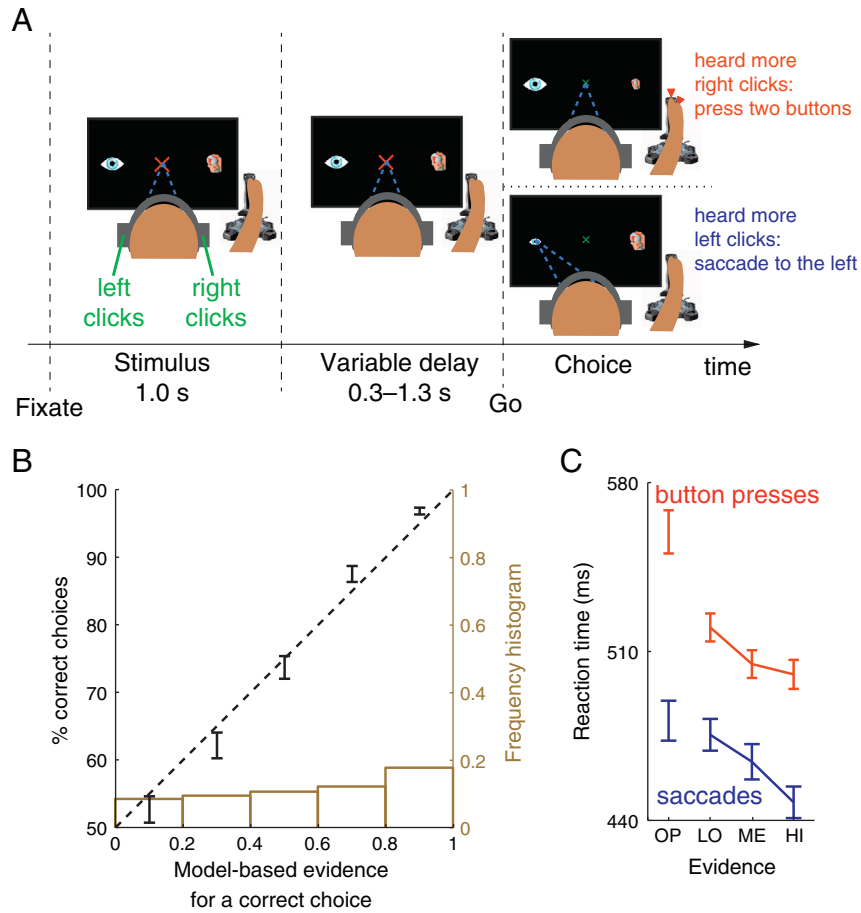 A
heard more
right clicks:
press two buttons
heard more
left clicks:
saccade to the left
left
clicks
right
clicks
Stimulus
1.0 s
Variable delay
0.3–1.3 s
Choice
time
Fixate
Go
B
100
90
80
70
60
50
% correct choices
1
0.8
0.6
0.4
0.2
0
Frequency histogram
0 0.2 0.4 0.6 0.8 1
Model-based evidence
for a correct choice
C
580
510
440
Reaction time (ms)
button presses
saccades
OP LO ME HI
Evidence